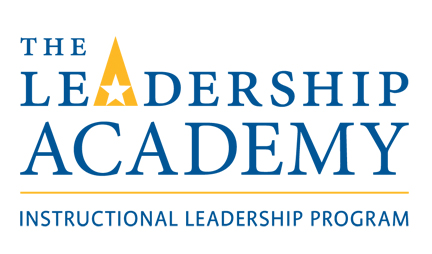 THE
LEADERSHIP
ACADEMY
INSTRUCTIONAL LEADERSHIP PROGRAM